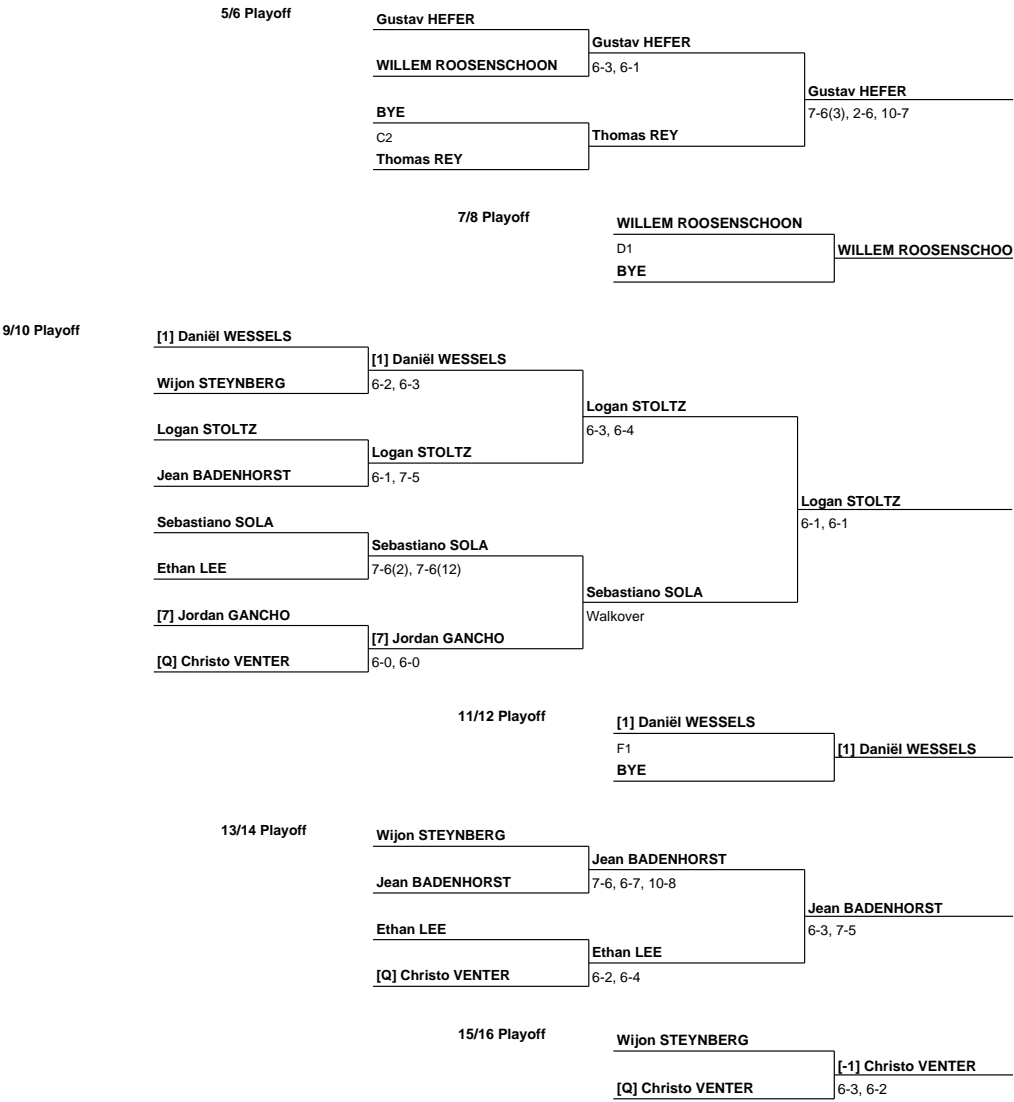 5/6 Playoff
Gustav HEFER
Gustav HEFER
WILLEM ROOSENSCHOON
6-3, 6-1
Gustav HEFER
BYE
7-6(3), 2-6, 10-7
C2
Thomas REY
Thomas REY
7/8 Playoff
WILLEM ROOSENSCHOON
D1
WILLEM ROOSENSCHOO
BYE
9/10 Playoff
[1] Daniël WESSELS
[1] Daniël WESSELS
Wijon STEYNBERG
6-2, 6-3
Logan STOLTZ
Logan STOLTZ
6-3, 6-4
Logan STOLTZ
Jean BADENHORST
6-1, 7-5
Logan STOLTZ
Sebastiano SOLA
6-1, 6-1
Sebastiano SOLA
Ethan LEE
7-6(2), 7-6(12)
Sebastiano SOLA
[7] Jordan GANCHO
Walkover
[7] Jordan GANCHO
[Q] Christo VENTER
6-0, 6-0
11/12 Playoff
[1] Daniël WESSELS
F1
[1] Daniël WESSELS
BYE
13/14 Playoff
Wijon STEYNBERG
Jean BADENHORST
Jean BADENHORST
7-6, 6-7, 10-8
Jean BADENHORST
Ethan LEE
6-3, 7-5
Ethan LEE
[Q] Christo VENTER
6-2, 6-4
15/16 Playoff
Wijon STEYNBERG
[-1] Christo VENTER
[Q] Christo VENTER
6-3, 6-2